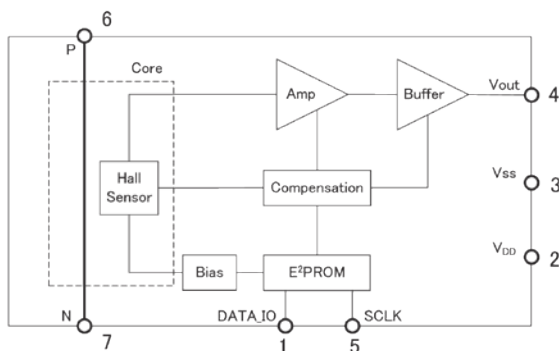 6
P
Core
Amp
Buffer
Vout
4
Hall
Sensor
Compensation
Vss
3
Bias
E²PROM
VDD
2
N
DATA_IO
SCLK
7
1
5